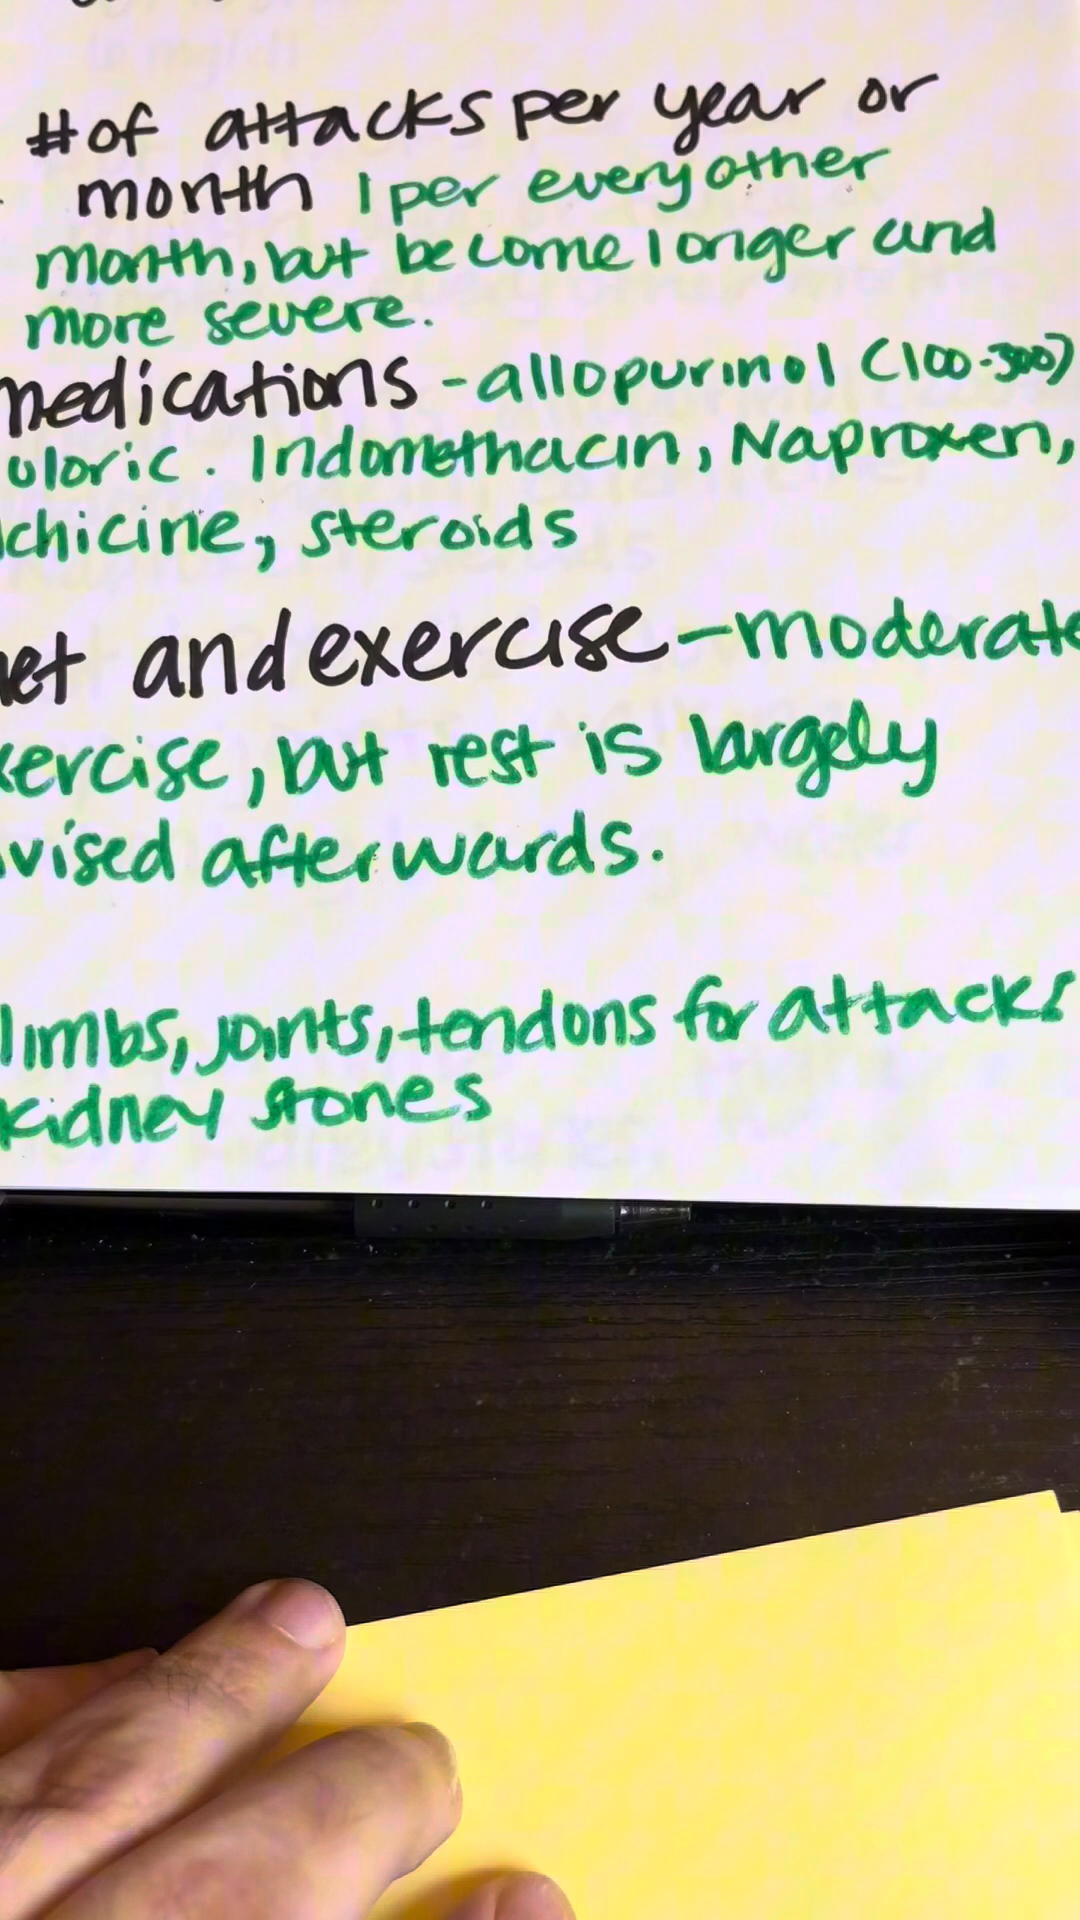 # of attacks per year or
month 1 per every other
month, but become longer and
more severe.
medications - allopurinol (100-300)
uloric. Indomethacin, Naproxen,
lchicine, steroids
et and exercise - moderate
xercise, but rest is largely
vised afterwards.
limbs, joints, tendons for attacks
kidney stones